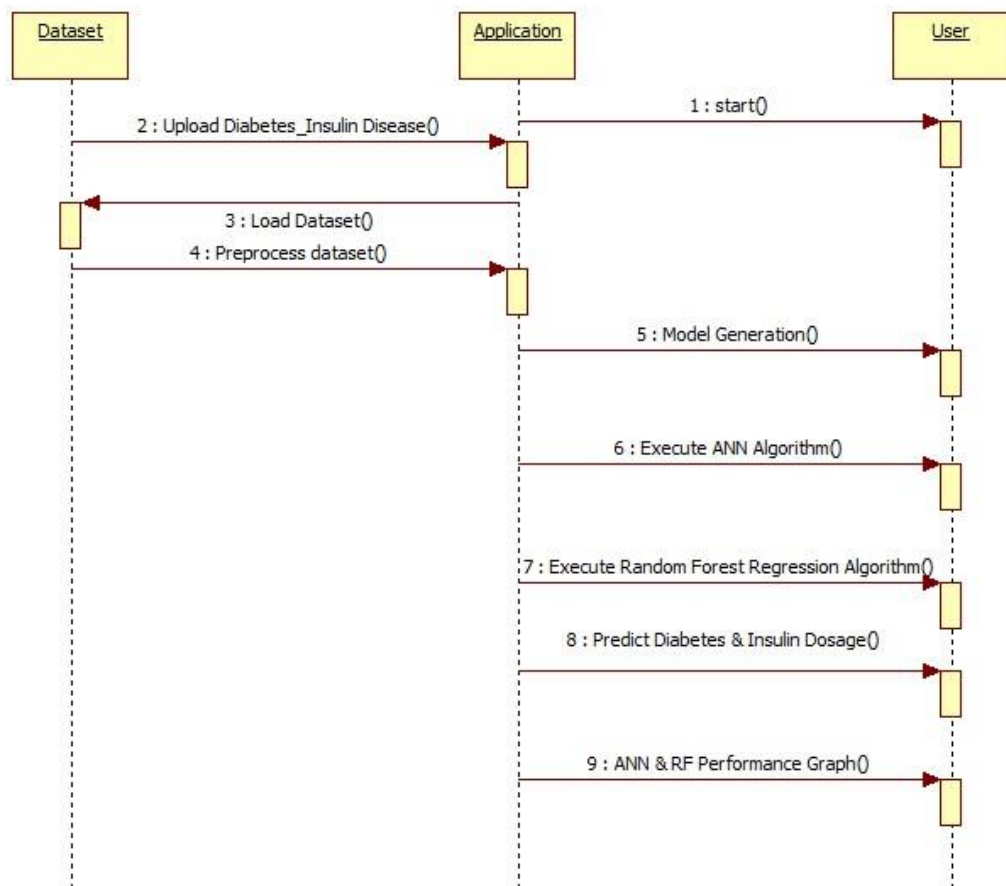 Dataset
Application
User
1 : start()
2 : Upload Diabetes_Insulin Disease()
3 : Load Dataset()
4 : Preprocess dataset()
5 : Model Generation()
6 : Execute ANN Algorithm()
7 : Execute Random Forest Regression Algorithm()
8 : Predict Diabetes & Insulin Dosage()
9 : ANN & RF Performance Graph()